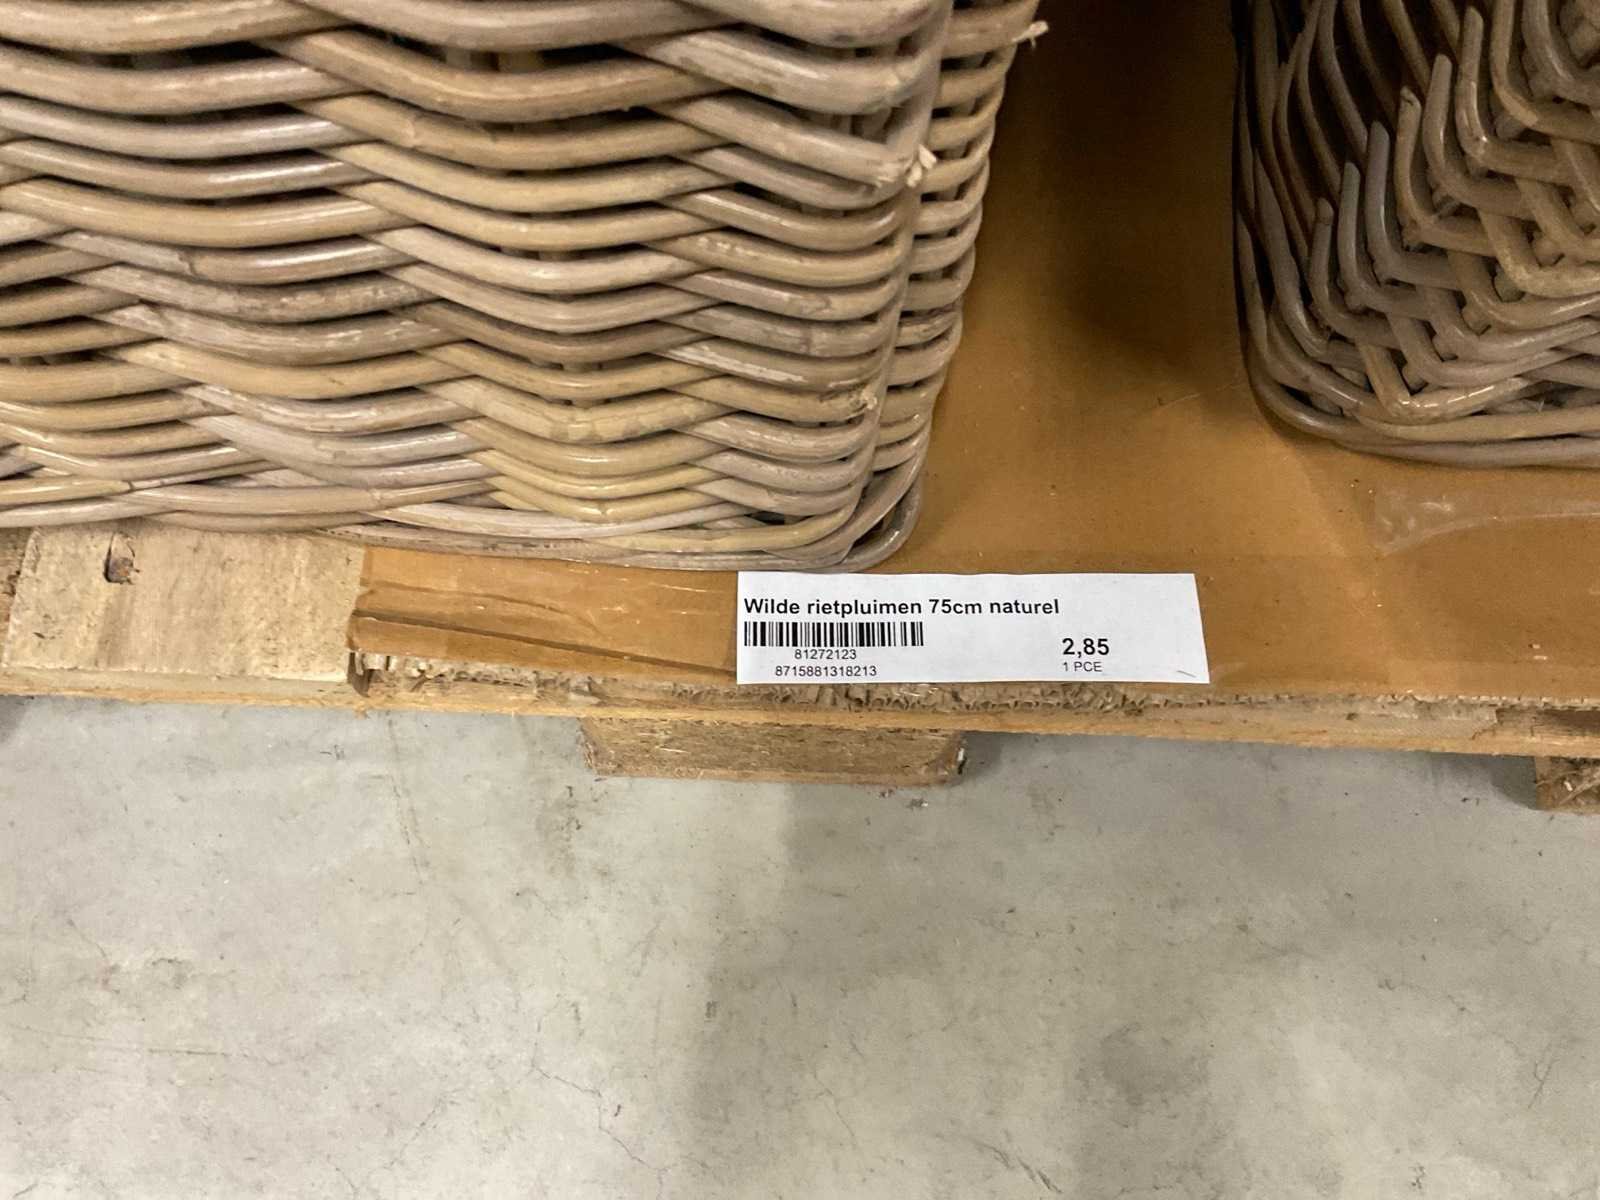 Wilde rietpluimen 75cm naturel
81272123
8715881318213
2,85
1 PCE